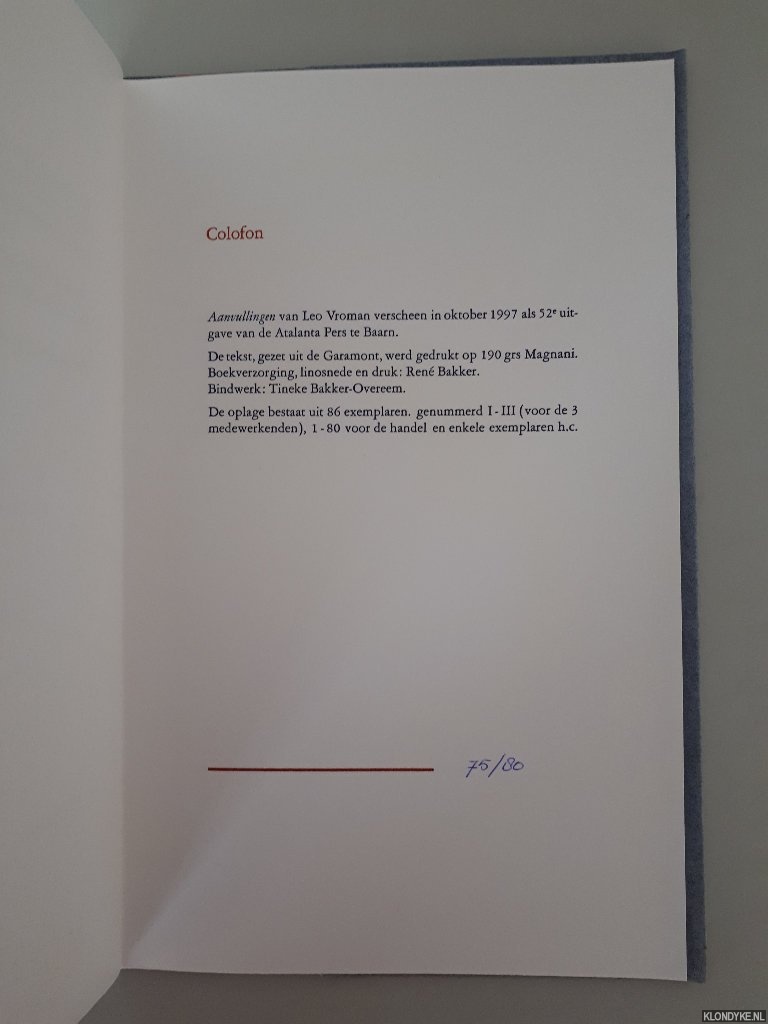 Colofon
Aanvullingen van Leo Vroman verscheen in oktober 1997 als 52e uit-
gave van de Atalanta Pers te Baarn.
De tekst, gezet uit de Garamont, werd gedrukt op 190 grs Magnani.
Boekverzorging, linosnede en druk: René Bakker.
Bindwerk: Tineke Bakker-Overeem.
De oplage bestaat uit 86 exemplaren. genummerd I - III (voor de 3
medewerkenden), 1 - 80 voor de handel en enkele exemplaren h.c.
75/80
KLONDYKE.NL